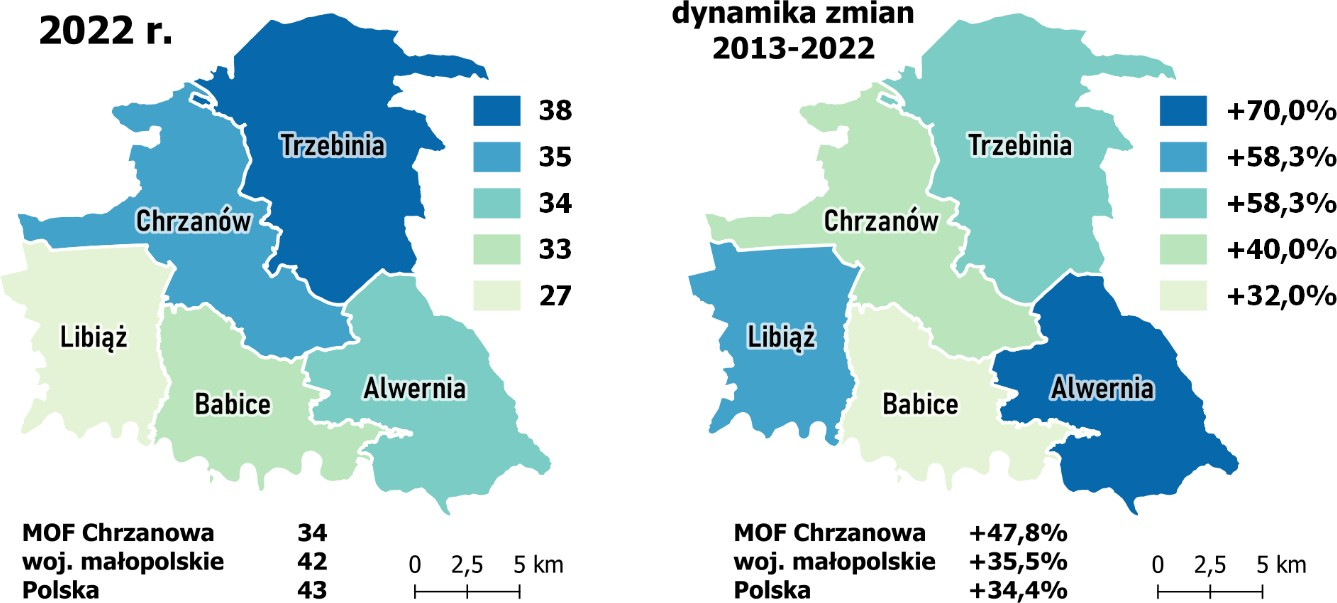 2022 r.
38
35
34
33
27
Trzebinia
Chrzanów
Libiąż
Babice
Alwernia
MOF Chrzanowa 34
woj. małopolskie 42
Polska 43
0 2,5 5 km
dynamika zmian
2013-2022
+70,0%
+58,3%
+58,3%
+40,0%
+32,0%
Trzebinia
Chrzanów
Libiąż
Babice
Alwernia
MOF Chrzanowa +47,8%
woj. małopolskie +35,5%
Polska +34,4%
0 2,5 5 km